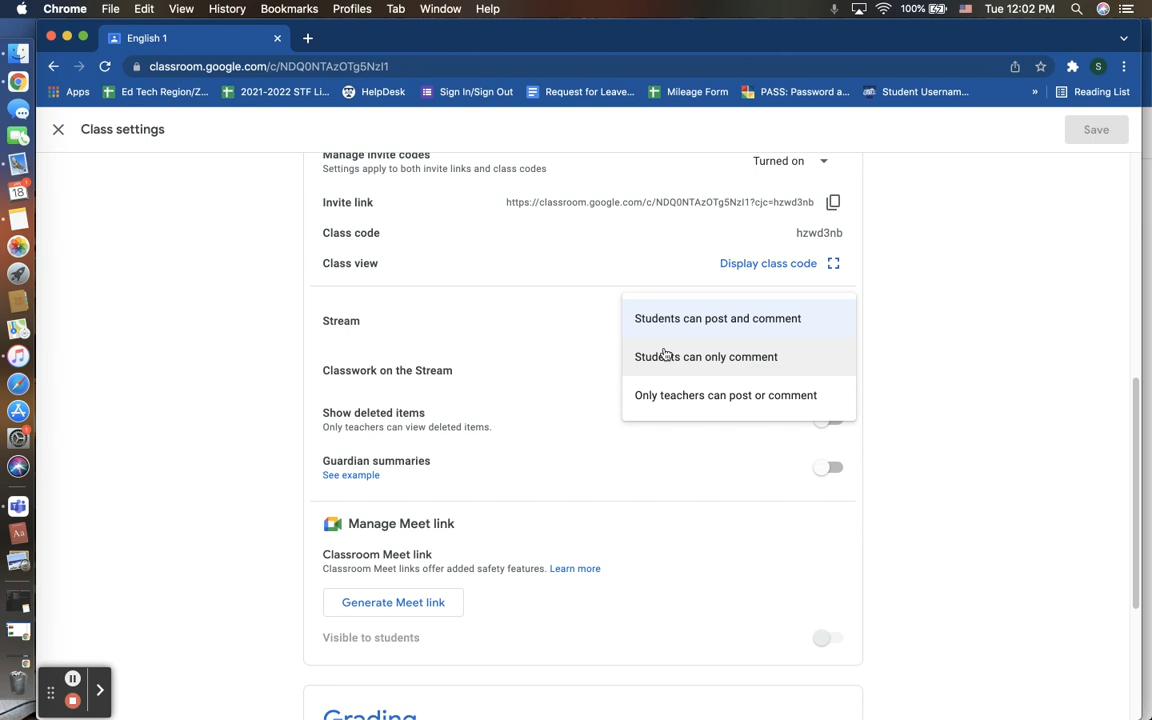 Chrome File Edit View History Bookmarks Profiles Tab Window Help 100% Tue 12:02 PM
English 1
classroom.google.com/c/NDQ0NTAzOTg5NzI1 S
Apps Ed Tech Region/Z... 2021-2022 STF Li... HelpDesk Sign In/Sign Out Request for Leave... Mileage Form PASS: Password a... Student Usernam... » Reading List
Class settings Save
Manage invite codes Turned on
Settings apply to both invite links and class codes
Invite link https://classroom.google.com/c/NDQ0NTAzOTg5NzI1?cjc=hzwd3nb
Class code hzwd3nb
Class view Display class code
Stream Students can post and comment
Students can only comment
Classwork on the Stream
Only teachers can post or comment
Show deleted items
Only teachers can view deleted items.
Guardian summaries
See example
Manage Meet link
Classroom Meet link
Classroom Meet links offer added safety features. Learn more
Generate Meet link
Visible to students
Grading